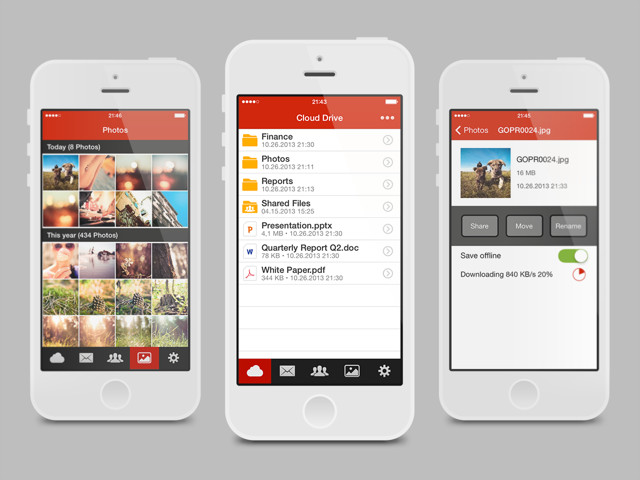 21:46
Photos
Today (8 Photos)
This year (434 Photos)
21:43
Cloud Drive
Finance
10.26.2013 21:30
Photos
10.26.2013 21:11
Reports
10.26.2013 21:13
Shared Files
04.15.2013 15:25
Presentation.pptx
4,1 MB • 10.26.2013 21:30
Quarterly Report Q2.doc
78 KB • 10.26.2013 21:30
White Paper.pdf
344 KB • 10.26.2013 21:30
21:45
Photos GOPR0024.jpg
GOPR0024.jpg
16 MB
10.26.2013 21:33
Share Move Rename
Save offline
Downloading 840 KB/s 20%